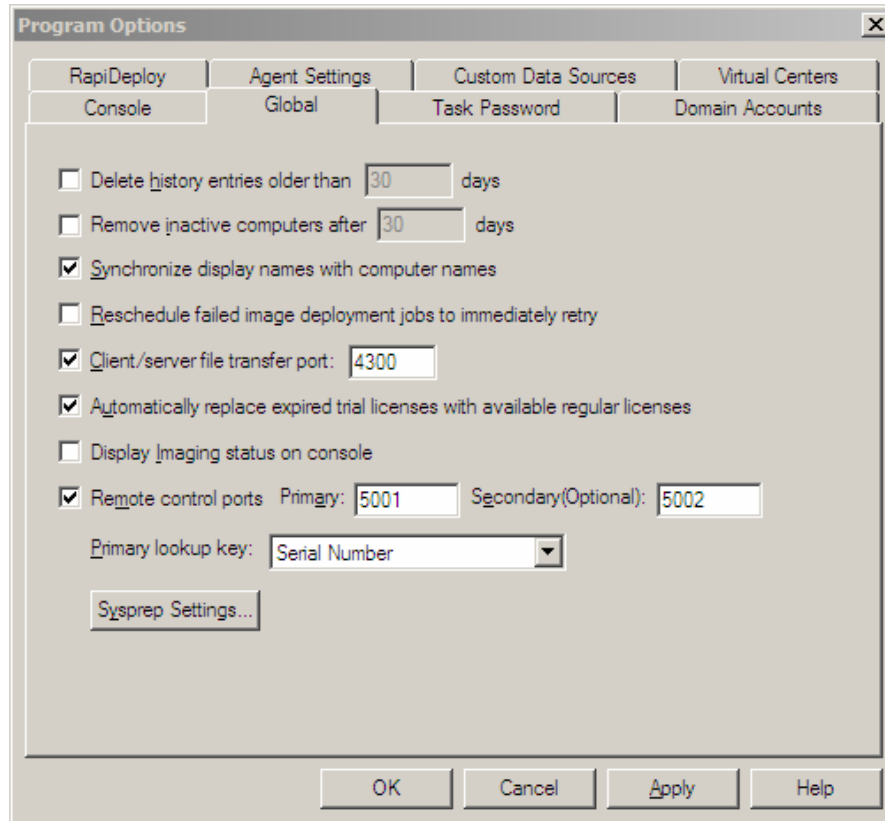 Program Options
RapiDeploy Agent Settings Custom Data Sources Virtual Centers
Console Global Task Password Domain Accounts
Delete history entries older than 30 days
Remove inactive computers after 30 days
Synchronize display names with computer names
Reschedule failed image deployment jobs to immediately retry
Client/server file transfer port: 4300
Automatically replace expired trial licenses with available regular licenses
Display Imaging status on console
Remote control ports Primary: 5001 Secondary(Optional): 5002
Primary lookup key: Serial Number
Sysprep Settings...
OK Cancel Apply Help